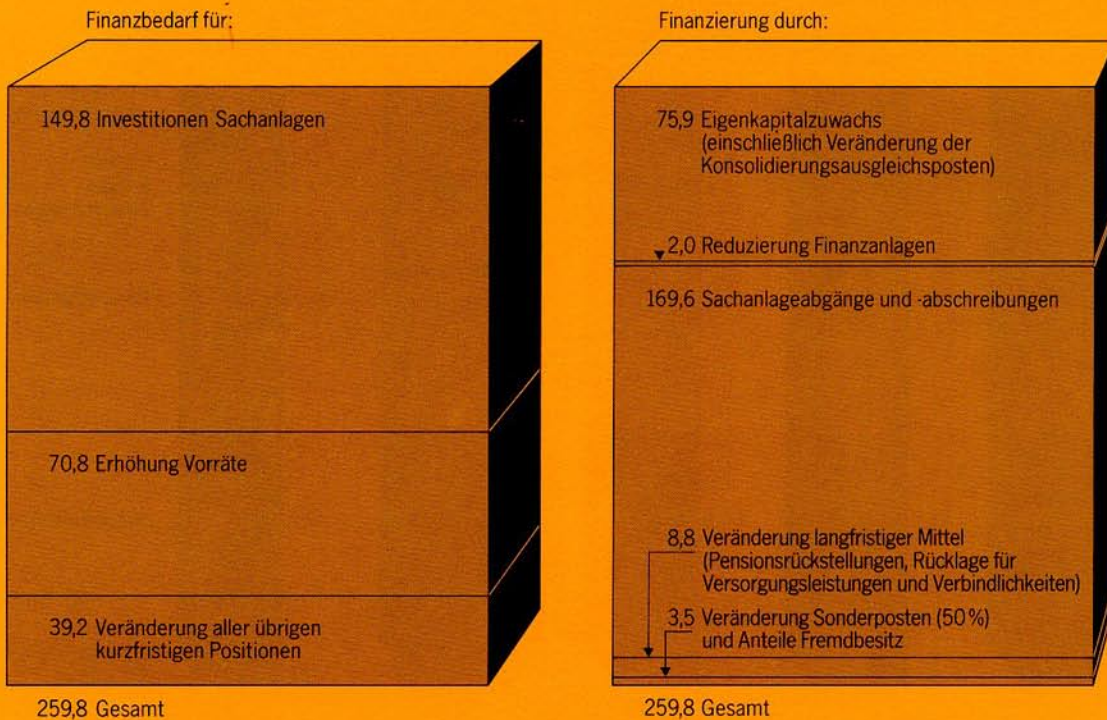 Finanzbedarf für:
149,8 Investitionen Sachanlagen
70,8 Erhöhung Vorräte
39,2 Veränderung aller übrigen
kurzfristigen Positionen
259,8 Gesamt
Finanzierung durch:
75,9 Eigenkapitalzuwachs
(einschließlich Veränderung der
Konsolidierungsausgleichsposten)
2,0 Reduzierung Finanzanlagen
169,6 Sachanlageabgänge und -abschreibungen
8,8 Veränderung langfristiger Mittel
(Pensionsrückstellungen, Rücklage für
Versorgungsleistungen und Verbindlichkeiten)
3,5 Veränderung Sonderposten (50%)
und Anteile Fremdbesitz
259,8 Gesamt